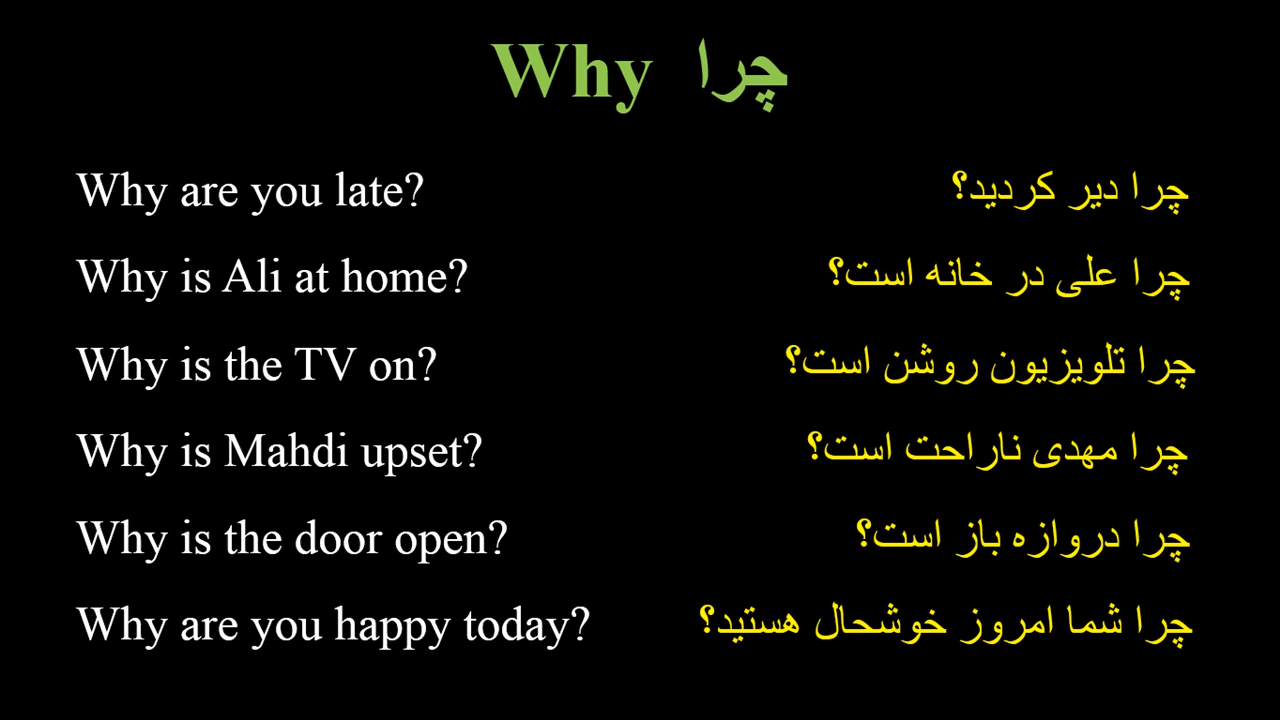 Why چرا
Why are you late? چرا دیر کردید؟
Why is Ali at home? چرا علی در خانه است؟
Why is the TV on? چرا تلویزیون روشن است؟
Why is Mahdi upset? چرا مهدی ناراحت است؟
Why is the door open? چرا دروازه باز است؟
Why are you happy today? چرا شما امروز خوشحال هستید؟